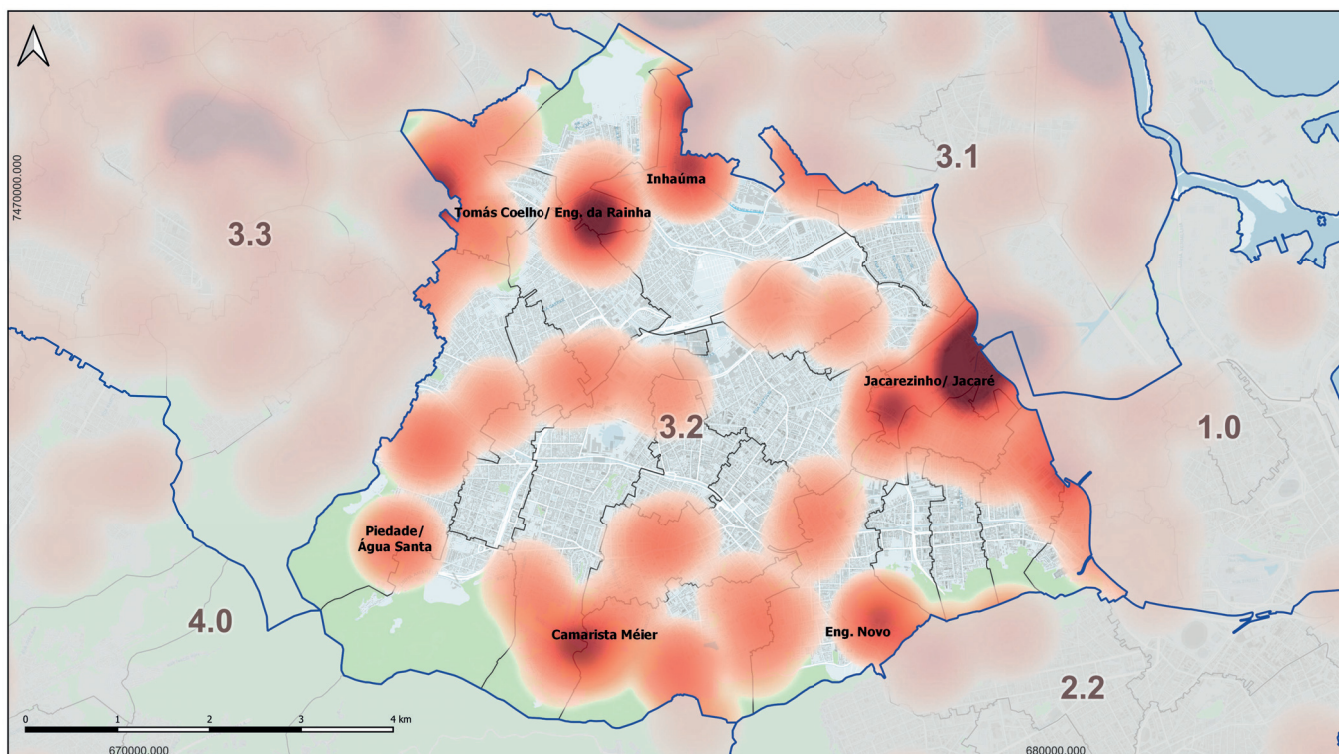 3.1
7470000.000
Inhaúma
Tomás Coelho/ Eng. da Rainha
3.3
Jacarezinho/ Jacaré
3.2
1.0
Piedade/
Água Santa
4.0
Camarista Méier
Eng. Novo
2.2
0 1 2 3 4 km
670000.000 680000.000